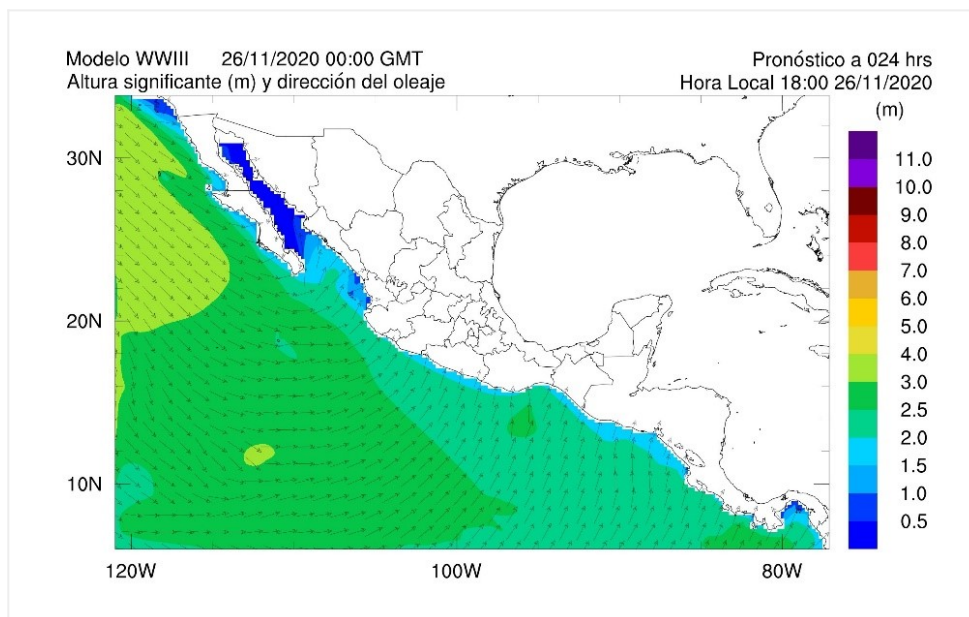 Modelo WWIII 26/11/2020 00:00 GMT
Pronóstico a 024 hrs
Altura significante (m) y dirección del oleaje
Hora Local 18:00 26/11/2020
(m)
11.0
10.0
9.0
8.0
7.0
6.0
5.0
4.0
3.0
2.5
2.0
1.5
1.0
0.5
30N
20N
10N
120W
100W
80W